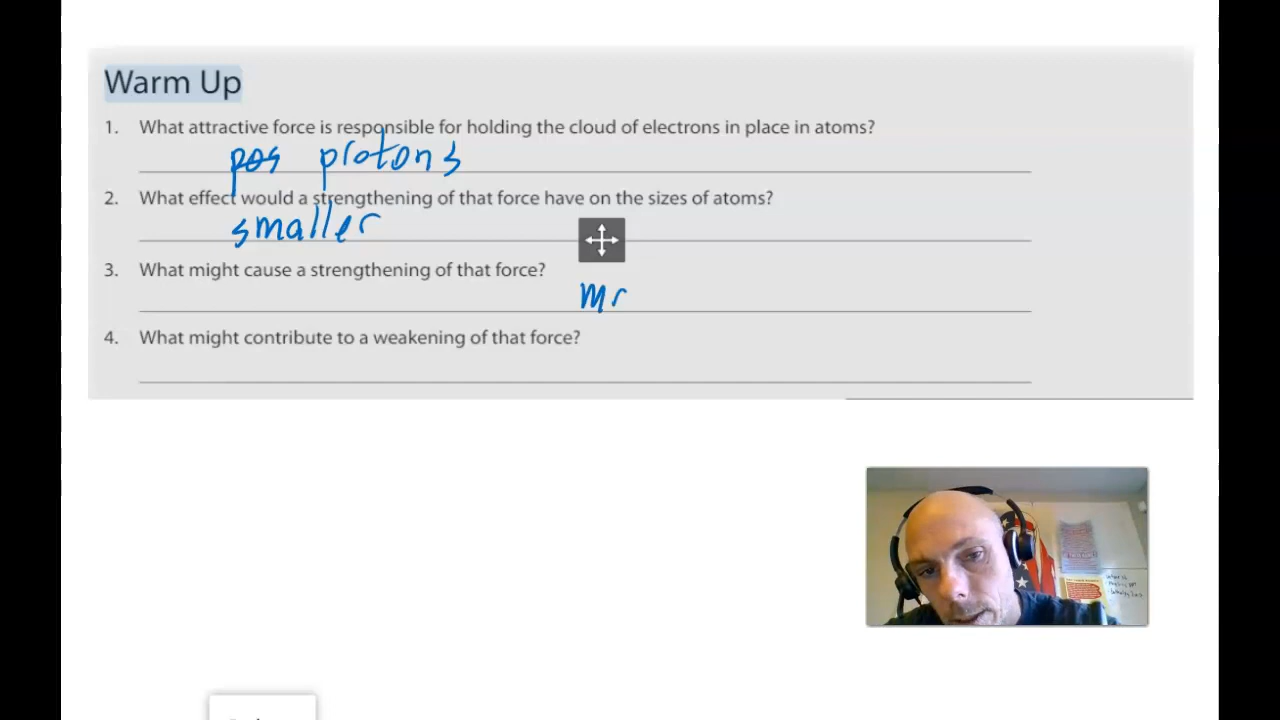 Warm Up
1. What attractive force is responsible for holding the cloud of electrons in place in atoms?
pos protons
2. What effect would a strengthening of that force have on the sizes of atoms?
smaller
3. What might cause a strengthening of that force?
mr
4. What might contribute to a weakening of that force?